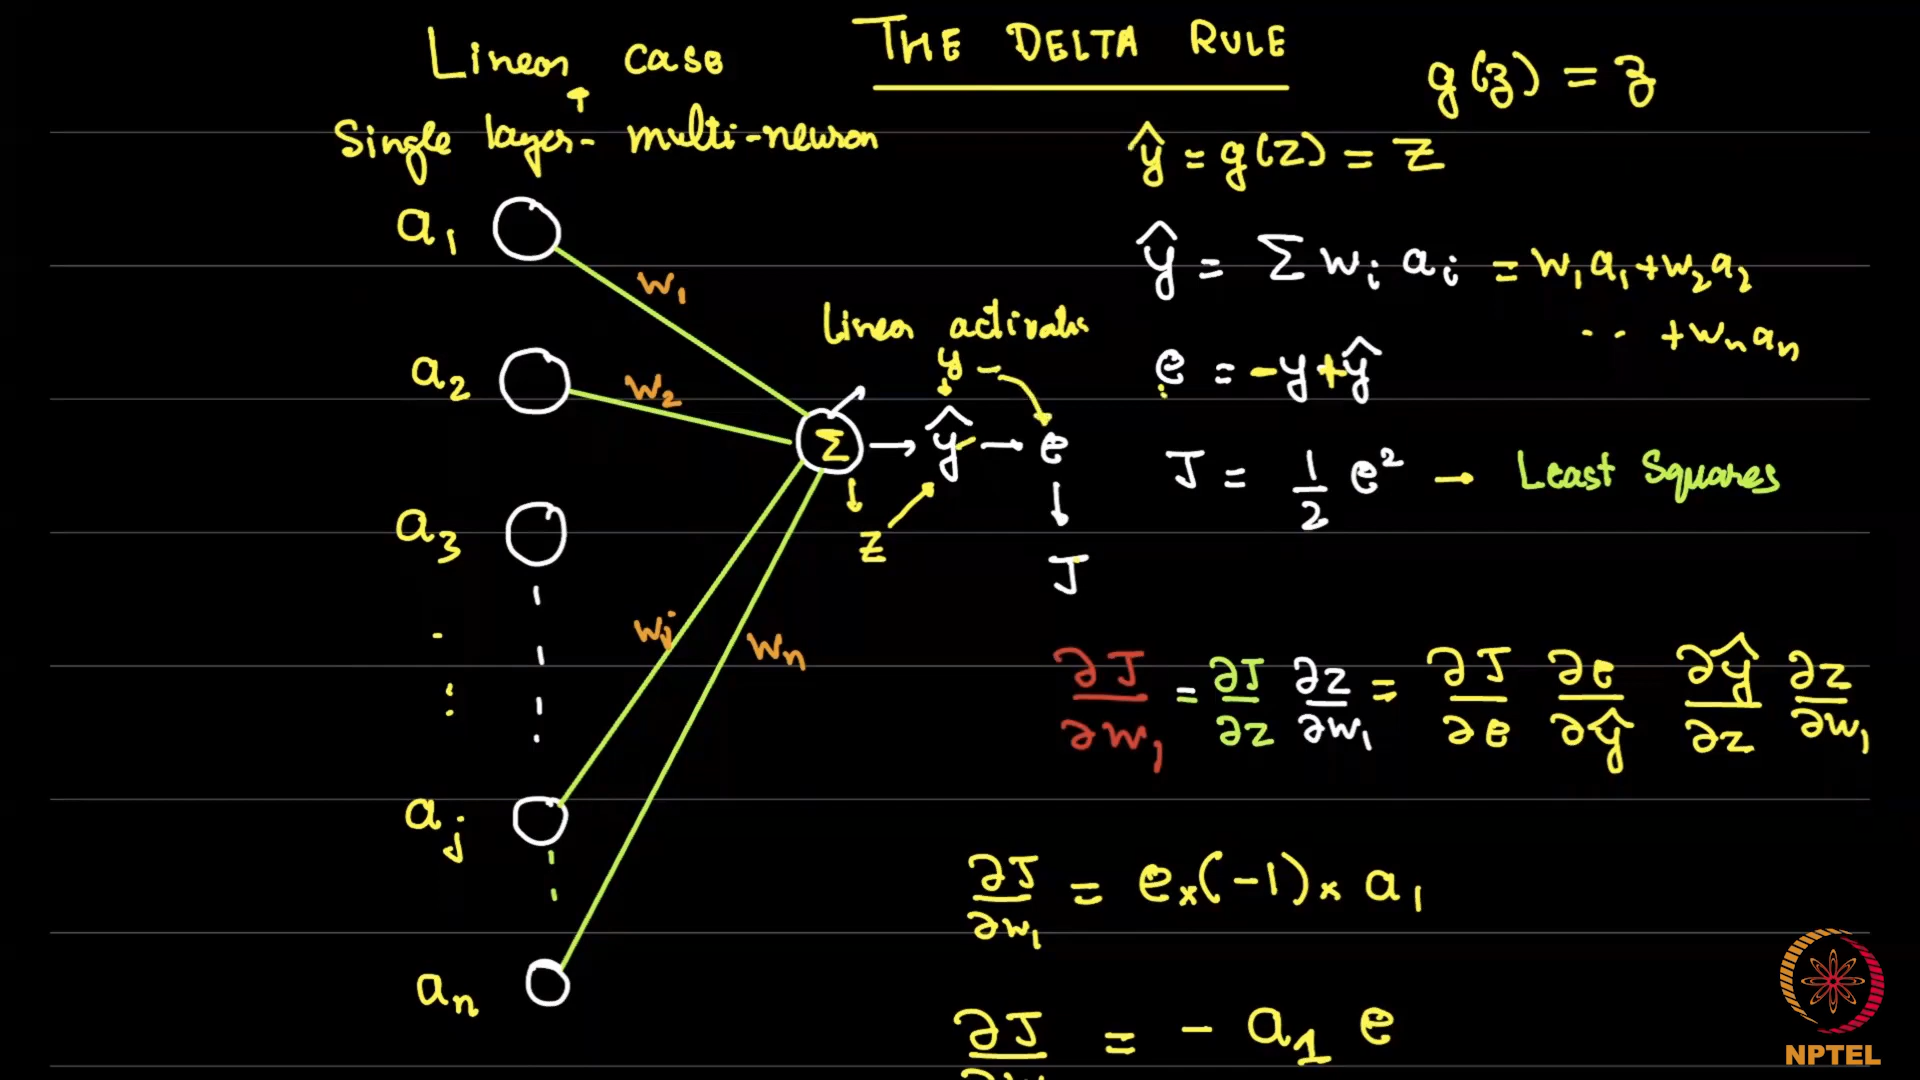 THE DELTA RULE
Linear case
Single layer - multi-neuron
g(z) = z
ŷ = g(z) = z
ŷ = Σ wᵢ aᵢ = w₁a₁ + w₂a₂
.. + wₙaₙ
e = -y + ŷ
J = 1/2 e² → Least Squares
a₁
w₁
a₂
w₂
Linear
y
Σ → ŷ → e
z
J
a₃
wⱼ
wₙ
aⱼ
aₙ
∂J/∂w₁ = ∂J/∂z ∂z/∂w₁ = ∂J/∂e ∂e/∂ŷ ∂ŷ/∂z ∂z/∂w₁
∂J/∂w₁ = e × (-1) × a₁
∂J = - a₁ e
NPTEL